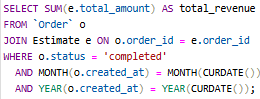 SELECT SUM(e.total_amount) AS total_revenue
FROM `Order` o
JOIN Estimate e ON o.order_id = e.order_id
WHERE o.status = 'completed'
AND MONTH(o.created_at) = MONTH(CURDATE())
AND YEAR(o.created_at) = YEAR(CURDATE());